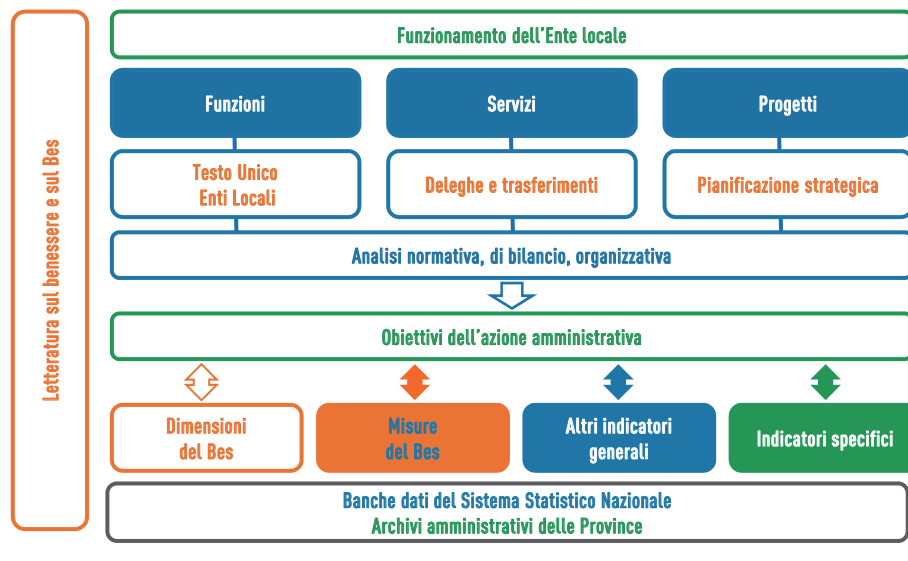 Letteratura sul benessere e sul Bes
Funzionamento dell'Ente locale
Funzioni
Servizi
Progetti
Testo Unico
Enti Locali
Deleghe e trasferimenti
Pianificazione strategica
Analisi normativa, di bilancio, organizzativa
Obiettivi dell'azione amministrativa
Dimensioni
del Bes
Misure
del Bes
Altri indicatori
generali
Indicatori specifici
Banche dati del Sistema Statistico Nazionale
Archivi amministrativi delle Province